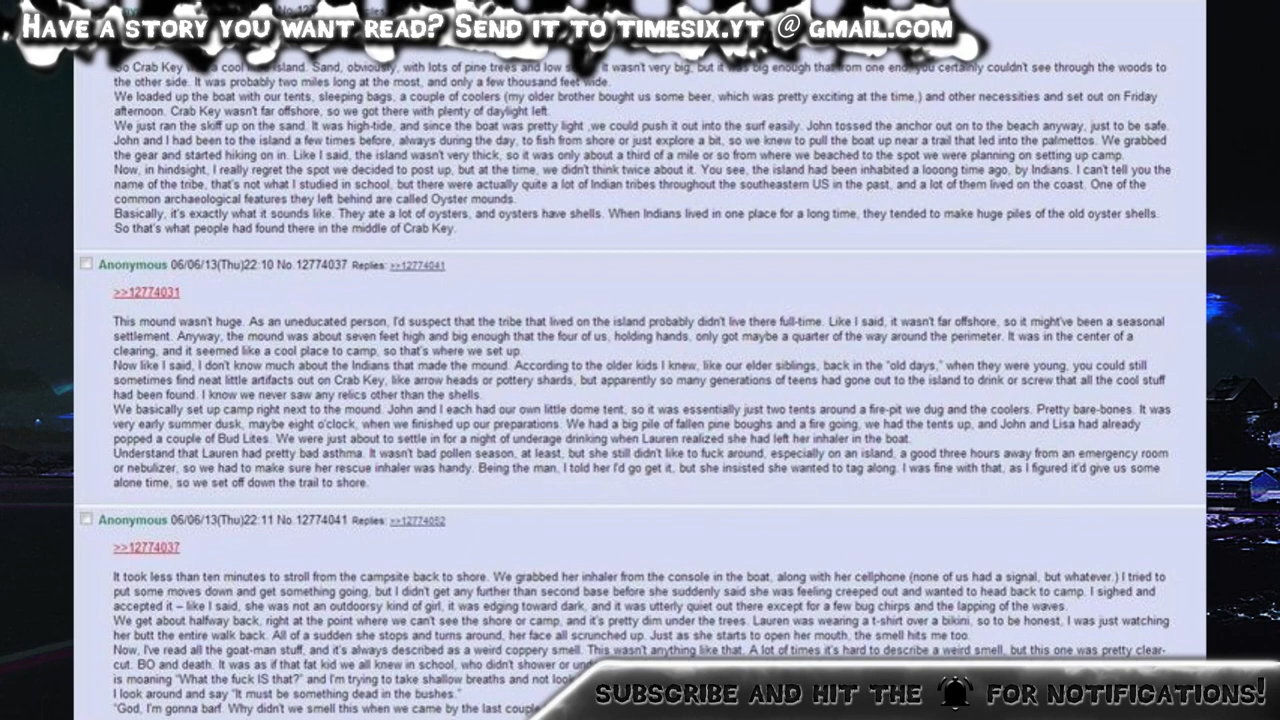 HAVE A STORY YOU WANT READ? SEND IT TO TIMESIX.YT @ GMAIL.COM
So Crab Key a cool island. Sand, obviously, with lots of pine trees and low It wasn't very big, but it was big enough that from one end, you certainly couldn't see through the woods to
the other side. It was probably two miles long at the most, and only a few thousand feet wide.
We loaded up the boat with our tents, sleeping bags, a couple of coolers (my older brother bought us some beer, which was pretty exciting at the time,) and other necessities and set out on Friday
afternoon. Crab Key wasn't far offshore, so we got there with plenty of daylight left.
We just ran the skiff up on the sand. It was high-tide, and since the boat was pretty light ,we could push it out into the surf easily. John tossed the anchor out on to the beach anyway, just to be safe.
John and I had been to the island a few times before, always during the day, to fish from shore or just explore a bit, so we knew to pull the boat up near a trail that led into the palmettos. We grabbed
the gear and started hiking on in. Like I said, the island wasn't very thick, so it was only about a third of a mile or so from where we beached to the spot we were planning on setting up camp.
Now, in hindsight, I really regret the spot we decided to post up, but at the time, we didn't think twice about it. You see, the island had been inhabited a looong time ago, by Indians. I can't tell you the
name of the tribe, that's not what I studied in school, but there were actually quite a lot of Indian tribes throughout the southeastern US in the past, and a lot of them lived on the coast. One of the
common archaeological features they left behind are called Oyster mounds.
Basically, it's exactly what it sounds like. They ate a lot of oysters, and oysters have shells. When Indians lived in one place for a long time, they tended to make huge piles of the old oyster shells.
So that's what people had found there in the middle of Crab Key.
Anonymous 06/06/13(Thu)22:10 No.12774037 Replies: >>12774041
>>12774031
This mound wasn't huge. As an uneducated person, I'd suspect that the tribe that lived on the island probably didn't live there full-time. Like I said, it wasn't far offshore, so it might've been a seasonal
settlement. Anyway, the mound was about seven feet high and big enough that the four of us, holding hands, only got maybe a quarter of the way around the perimeter. It was in the center of a
clearing, and it seemed like a cool place to camp, so that's where we set up.
Now like I said, I don't know much about the Indians that made the mound. According to the older kids I knew, like our elder siblings, back in the "old days," when they were young, you could still
sometimes find neat little artifacts out on Crab Key, like arrow heads or pottery shards, but apparently so many generations of teens had gone out to the island to drink or screw that all the cool stuff
had been found. I know we never saw any relics other than the shells.
We basically set up camp right next to the mound. John and I each had our own little dome tent, so it was essentially just two tents around a fire-pit we dug and the coolers. Pretty bare-bones. It was
very early summer dusk, maybe eight o'clock, when we finished up our preparations. We had a big pile of fallen pine boughs and a fire going, we had the tents up, and John and Lisa had already
popped a couple of Bud Lites. We were just about to settle in for a night of underage drinking when Lauren realized she had left her inhaler in the boat.
Understand that Lauren had pretty bad asthma. It wasn't bad pollen season, at least, but she still didn't like to fuck around, especially on an island, a good three hours away from an emergency room
or nebulizer, so we had to make sure her rescue inhaler was handy. Being the man, I told her I'd go get it, but she insisted she wanted to tag along. I was fine with that, as I figured it'd give us some
alone time, so we set off down the trail to shore.
Anonymous 06/06/13(Thu)22:11 No.12774041 Replies: >>12774052
>>12774037
It took less than ten minutes to stroll from the campsite back to shore. We grabbed her inhaler from the console in the boat, along with her cellphone (none of us had a signal, but whatever.) I tried to
put some moves down and get something going, but I didn't get any further than second base before she suddenly said she was feeling creeped out and wanted to head back to camp. I sighed and
accepted it – like I said, she was not an outdoorsy kind of girl, it was edging toward dark, and it was utterly quiet out there except for a few bug chirps and the lapping of the waves.
We get about halfway back, right at the point where we can't see the shore or camp, and it's pretty dim under the trees. Lauren was wearing a t-shirt over a bikini, so to be honest, I was just watching
her butt the entire walk back. All of a sudden she stops and turns around, her face all scrunched up. Just as she starts to open her mouth, the smell hits me too.
Now, I've read all the goat-man stuff, and it's always described as a weird coppery smell. This wasn't anything like that. A lot of times it's hard to describe a weird smell, but this one was pretty clear-
cut. BO and death. It was as if that fat kid we all knew in school, who didn't shower or
is moaning "What the fuck IS that?" and I'm trying to take shallow breaths and not
I look around and say "It must be something dead in the bushes."
"God, I'm gonna barf. Why didn't we smell this when we came by the last
SUBSCRIBE AND HIT THE FOR NOTIFICATIONS!